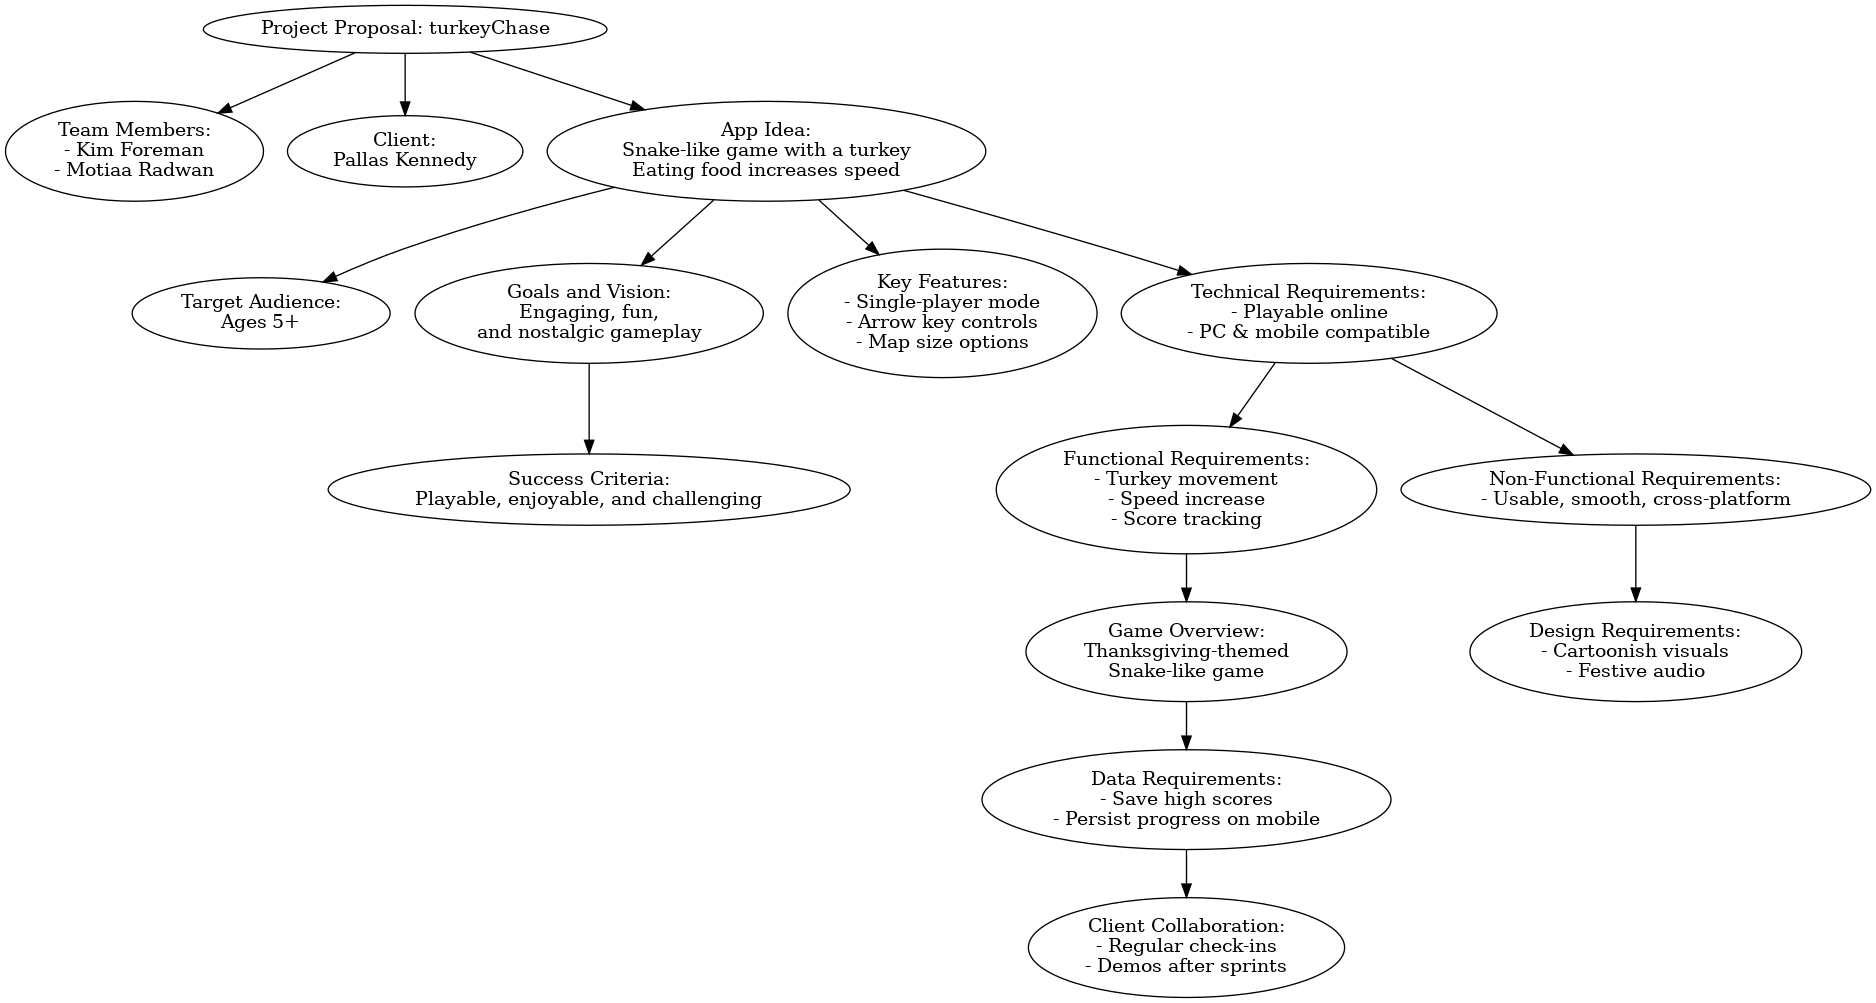 Project Proposal: turkeyChase
Team Members:
- Kim Foreman
- Motiaa Radwan
Client:
Pallas Kennedy
App Idea:
Snake-like game with a turkey
Eating food increases speed
Target Audience:
Ages 5+
Goals and Vision:
Engaging, fun,
and nostalgic gameplay
Key Features:
- Single-player mode
- Arrow key controls
- Map size options
Technical Requirements:
- Playable online
- PC & mobile compatible
Success Criteria:
Playable, enjoyable, and challenging
Functional Requirements:
- Turkey movement
- Speed increase
- Score tracking
Non-Functional Requirements:
- Usable, smooth, cross-platform
Game Overview:
Thanksgiving-themed
Snake-like game
Design Requirements:
- Cartoonish visuals
- Festive audio
Data Requirements:
- Save high scores
- Persist progress on mobile
Client Collaboration:
- Regular check-ins
- Demos after sprints